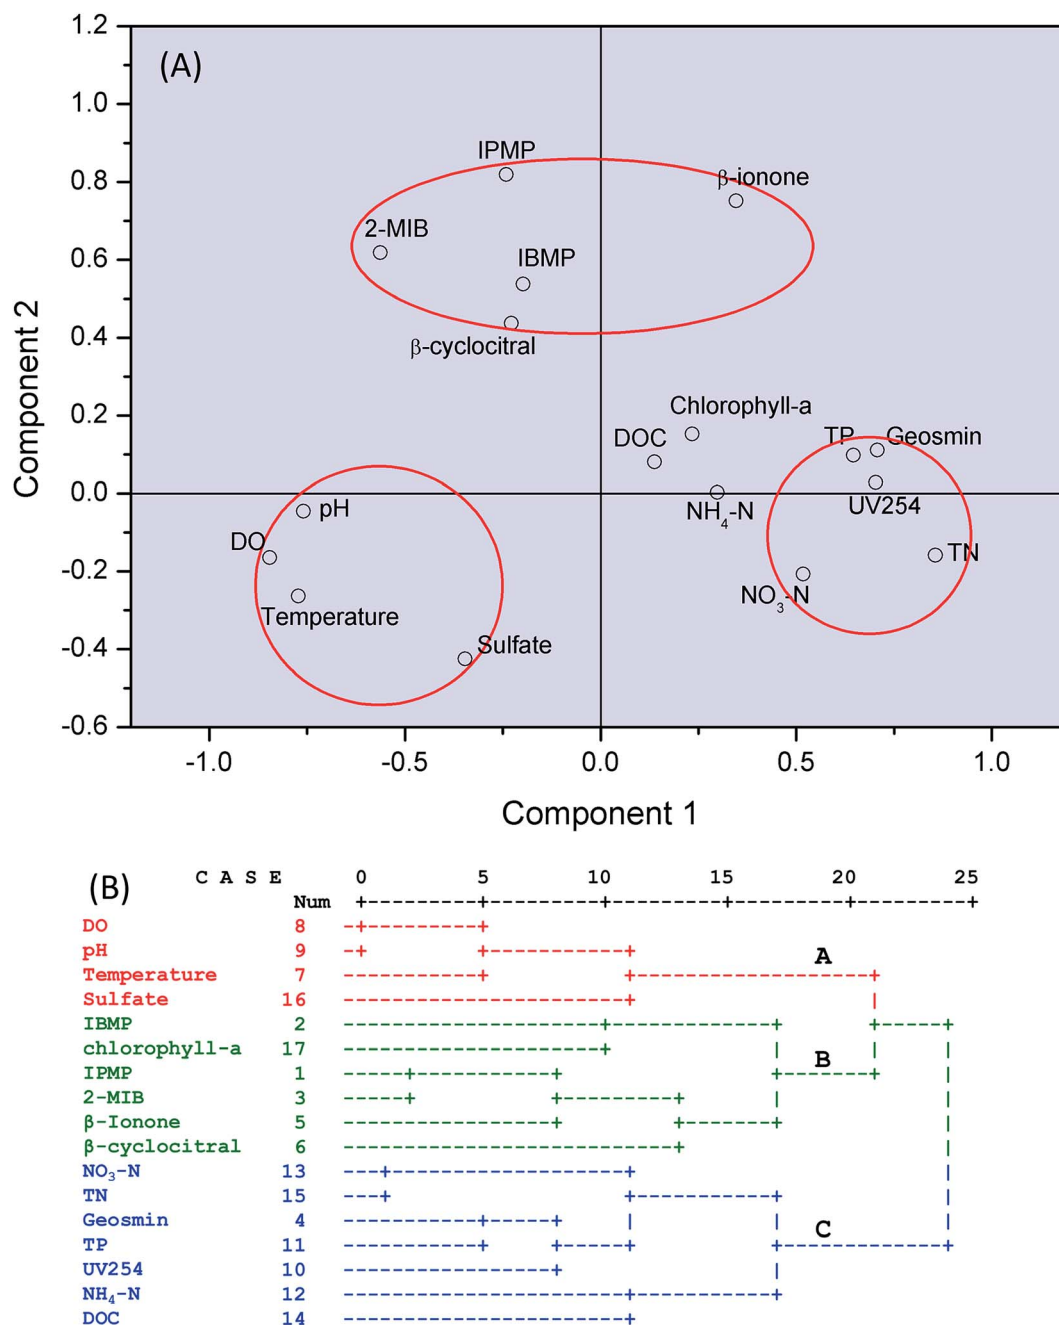 (A)
1.2
1.0
0.8
0.6
0.4
0.2
0.0
-0.2
-0.4
-0.6
Component 2
IPMP
β-ionone
2-MIB
IBMP
β-cyclocitral
Chlorophyll-a
DOC
TP Geosmin
NH₄-N
UV254
pH
DO
TN
NO₃-N
Temperature
Sulfate
-1.0 -0.5 0.0 0.5 1.0
Component 1
(B) C A S E 0 5 10 15 20 25
Num
DO 8
pH 9
A
Temperature 7
Sulfate 16
IBMP 2
chlorophyll-a 17
B
IPMP 1
2-MIB 3
β-Ionone 5
β-cyclocitral 6
NO₃-N 13
TN 15
Geosmin 4
C
TP 11
UV254 10
NH₄-N 12
DOC 14